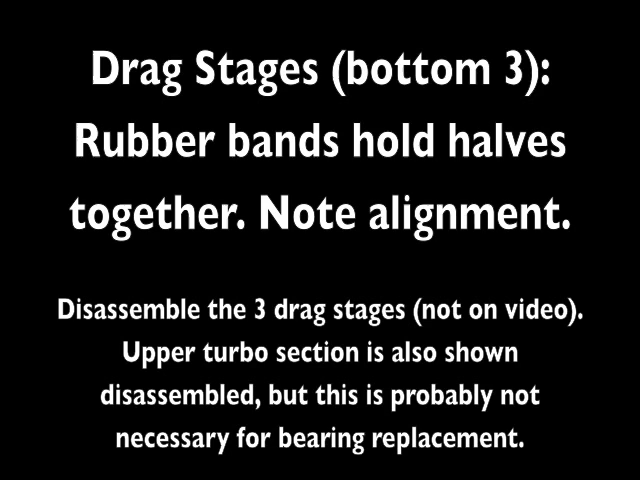 Drag Stages (bottom 3):
Rubber bands hold halves
together. Note alignment.
Disassemble the 3 drag stages (not on video).
Upper turbo section is also shown
disassembled, but this is probably not
necessary for bearing replacement.